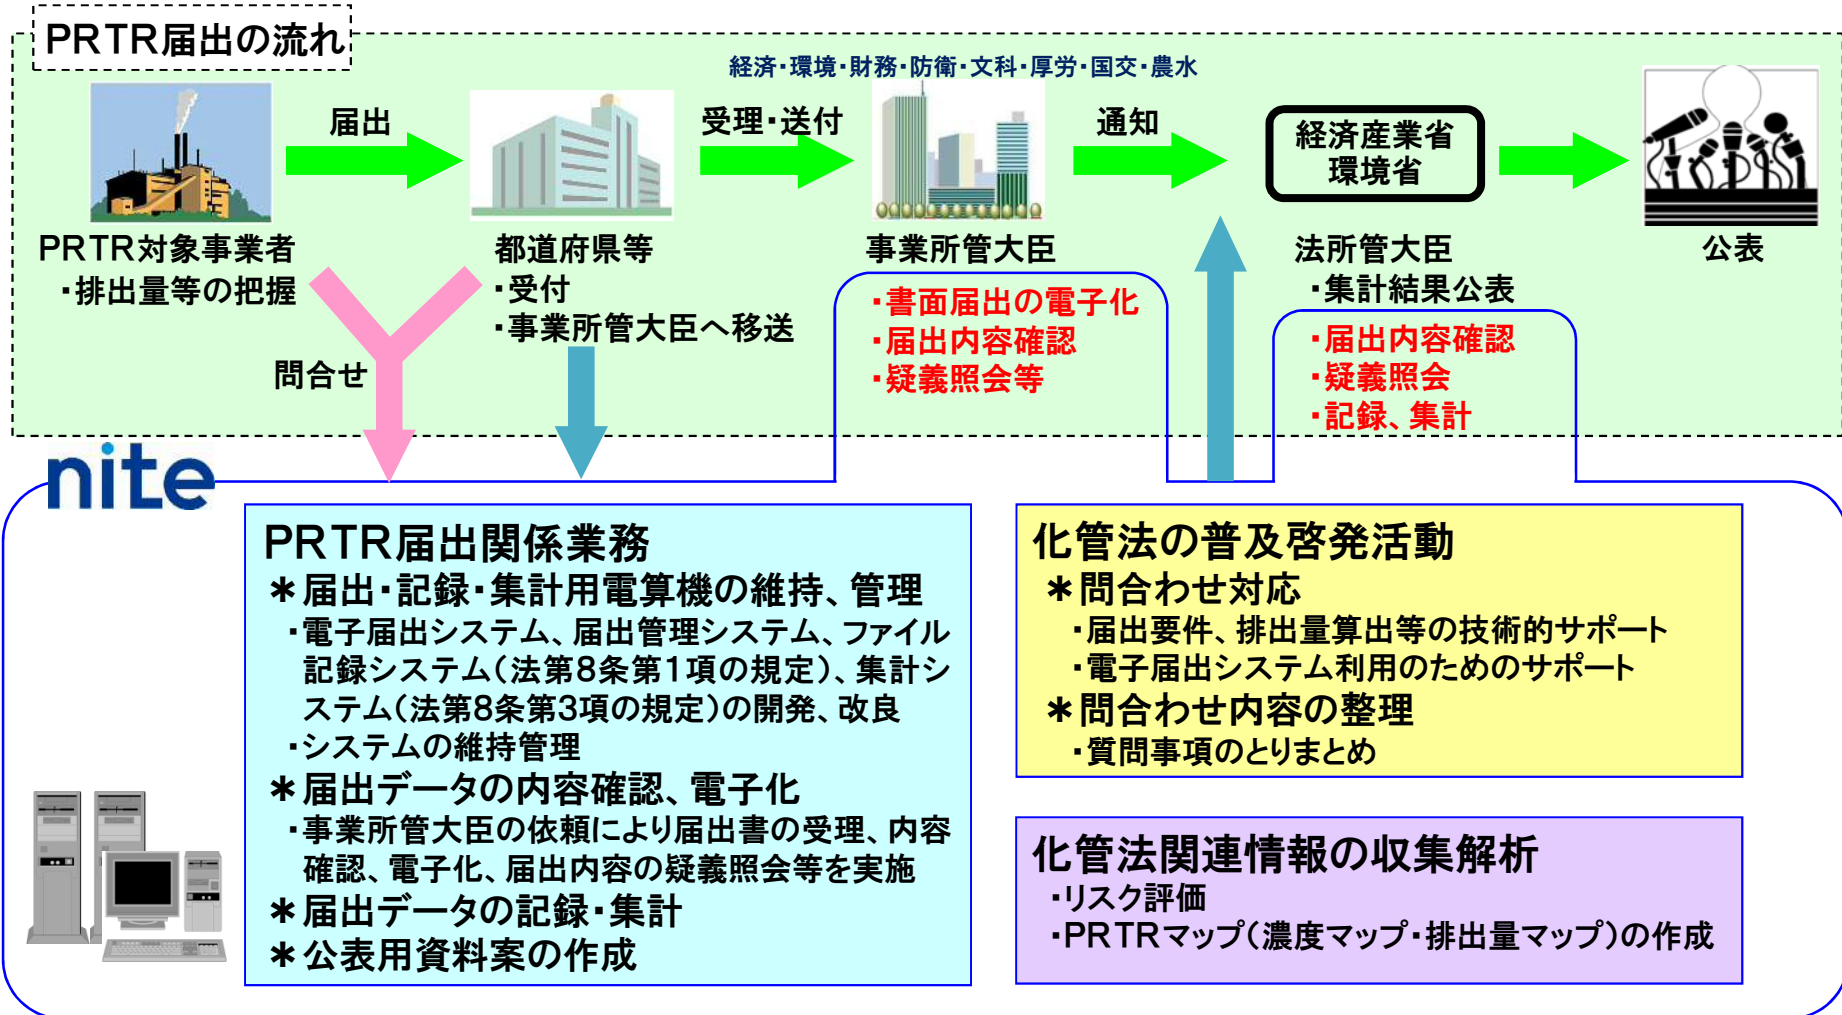 PRTR届出の流れ
経済・環境・財務・防衛・文科・厚労・国交・農水
届出
受理・送付
通知
経済産業省
環境省
PRTR対象事業者
・排出量等の把握
都道府県等
・受付
・事業所管大臣へ移送
事業所管大臣
・書面届出の電子化
・届出内容確認
・疑義照会等
法所管大臣
・集計結果公表
・届出内容確認
・疑義照会
・記録、集計
公表
問合せ
nite
PRTR届出関係業務
＊届出・記録・集計用電算機の維持、管理
・電子届出システム、届出管理システム、ファイル
記録システム（法第8条第1項の規定）、集計シ
ステム（法第8条第3項の規定）の開発、改良
・システムの維持管理
＊届出データの内容確認、電子化
・事業所管大臣の依頼により届出書の受理、内容
確認、電子化、届出内容の疑義照会等を実施
＊届出データの記録・集計
＊公表用資料案の作成
化管法の普及啓発活動
＊問合わせ対応
・届出要件、排出量算出等の技術的サポート
・電子届出システム利用のためのサポート
＊問合わせ内容の整理
・質問事項のとりまとめ
化管法関連情報の収集解析
・リスク評価
・PRTRマップ（濃度マップ・排出量マップ）の作成